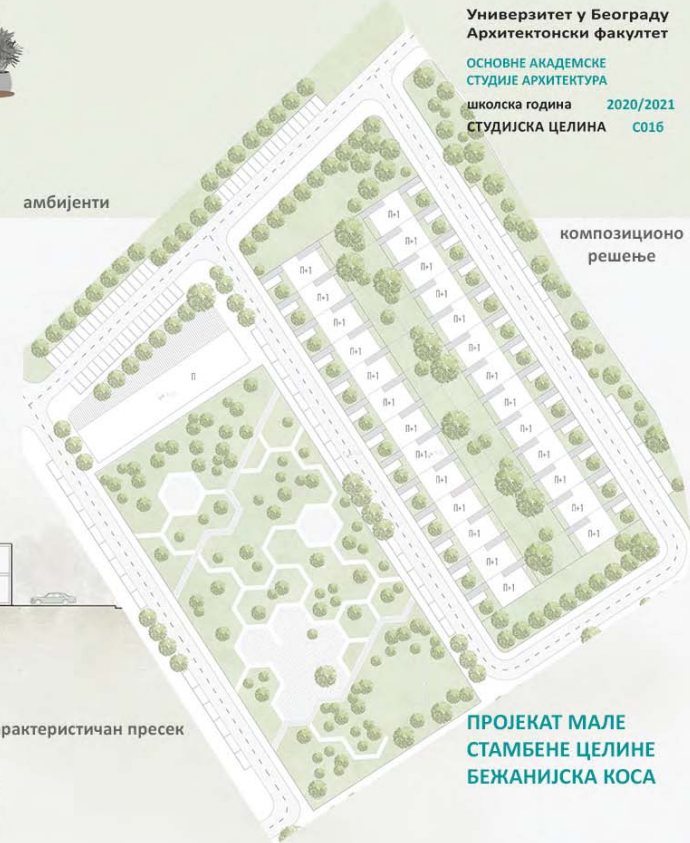 Универзитет у Београду
Архитектонски факултет
ОСНОВНЕ АКАДЕМСКЕ
СТУДИЈЕ АРХИТЕКТУРА
школска година 2020/2021
СТУДИЈСКА ЦЕЛИНА С01б
амбијенти
композиционо
решење
П+1
П+1
П+1
П+1
П+1
П+1
П+1
П+1
П+1
П+1
П+1
П+1
П+1
П
П+1
П+1
П+1
П+1
П+1
П+1
П+1
П+1
П+1
П+1
П+1
П+1
П+1
рактеристичан пресек
ПРОЈЕКАТ МАЛЕ
СТАМБЕНЕ ЦЕЛИНЕ
БЕЖАНИЈСКА КОСА